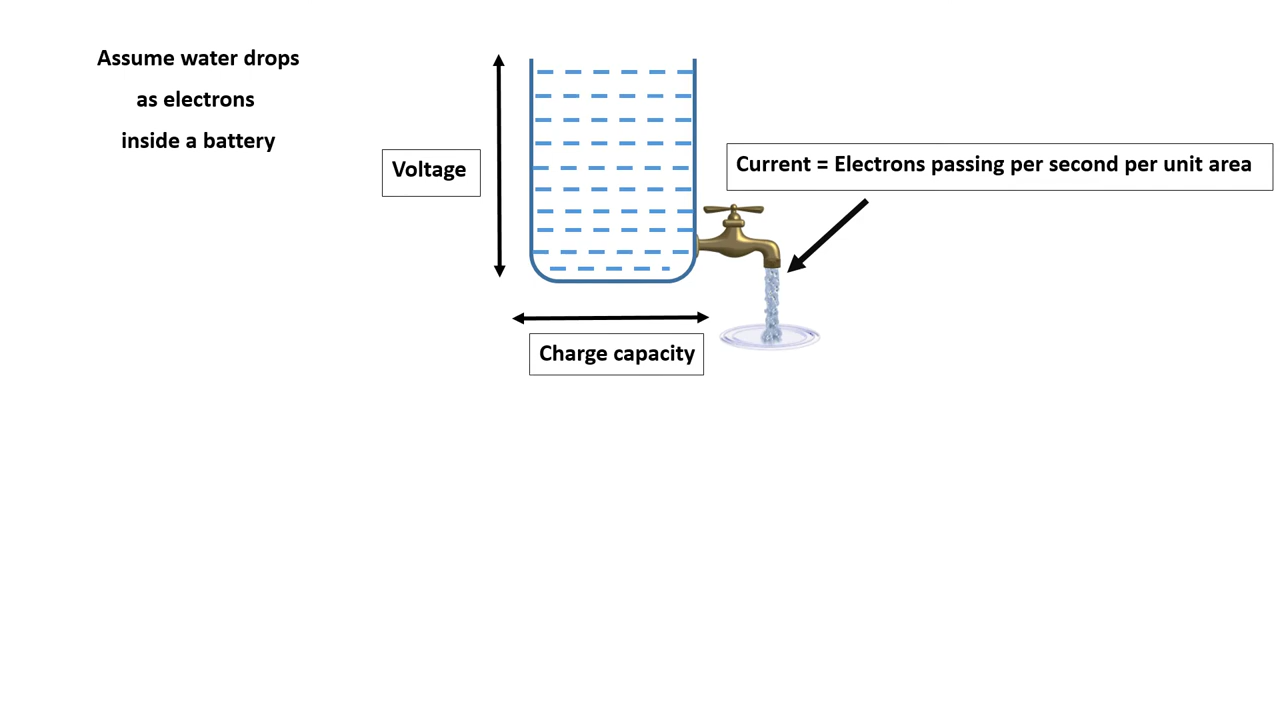 Assume water drops
as electrons
inside a battery
Voltage
Current = Electrons passing per second per unit area
Charge capacity